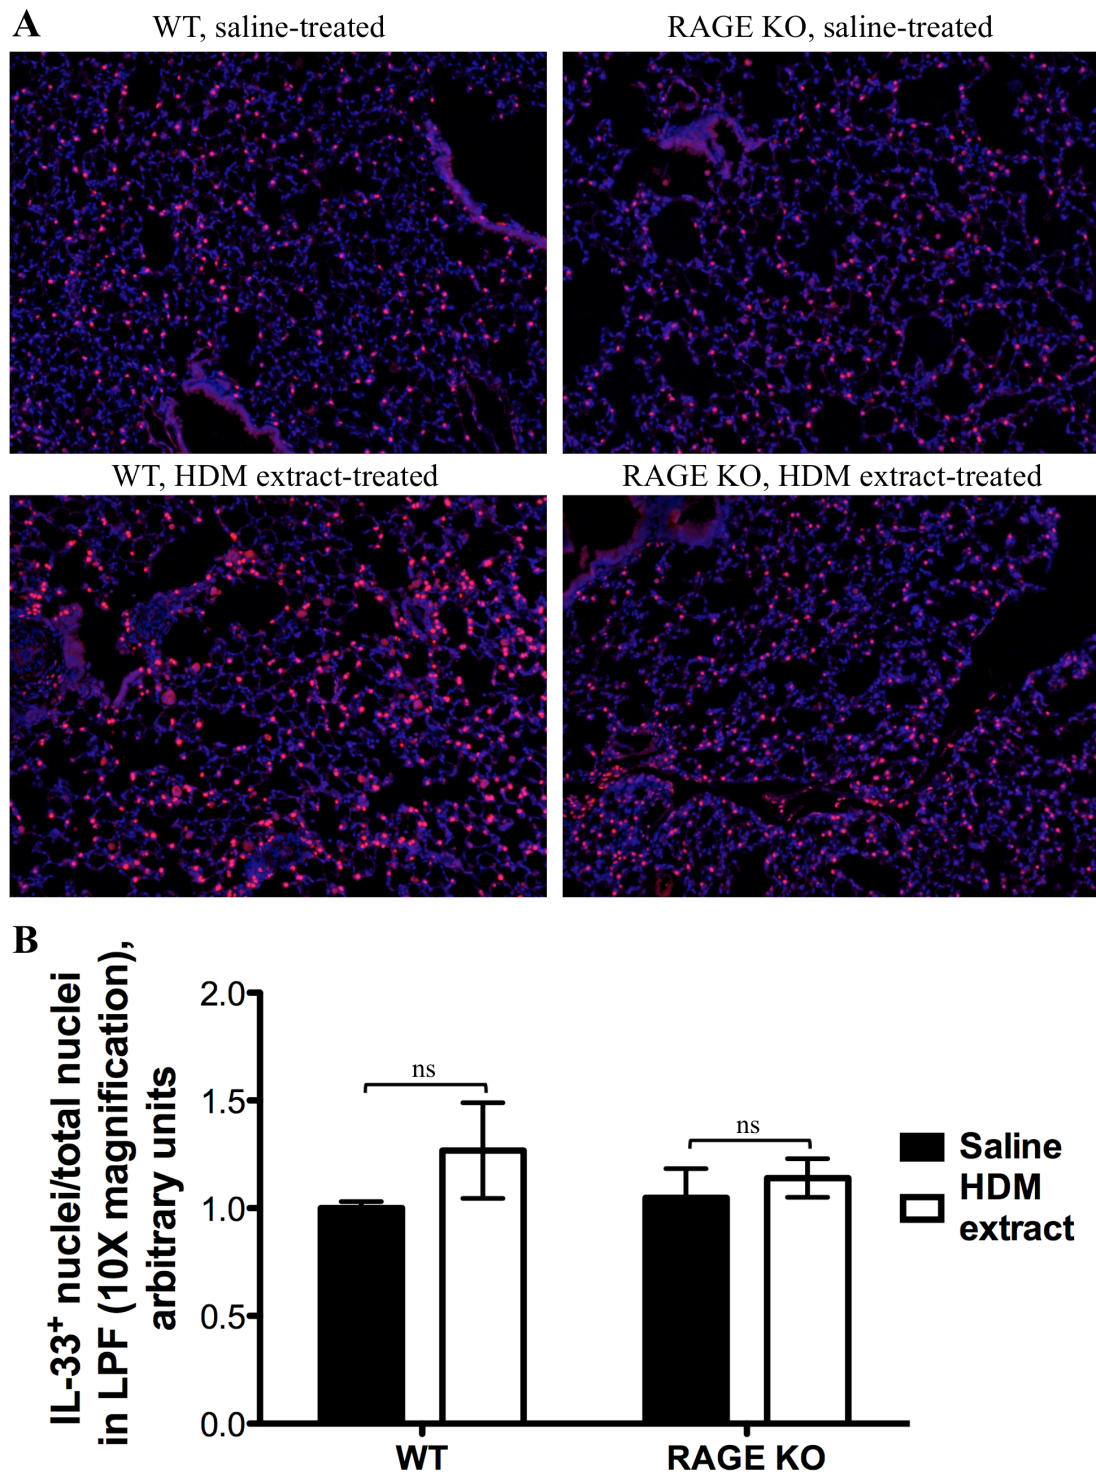 A
WT, saline-treated
RAGE KO, saline-treated
WT, HDM extract-treated
RAGE KO, HDM extract-treated
B
IL-33⁺ nuclei/total nuclei
in LPF (10X magnification),
arbitrary units
2.0
1.5
1.0
0.5
0.0
ns
ns
WT
RAGE KO
Saline
HDM
extract